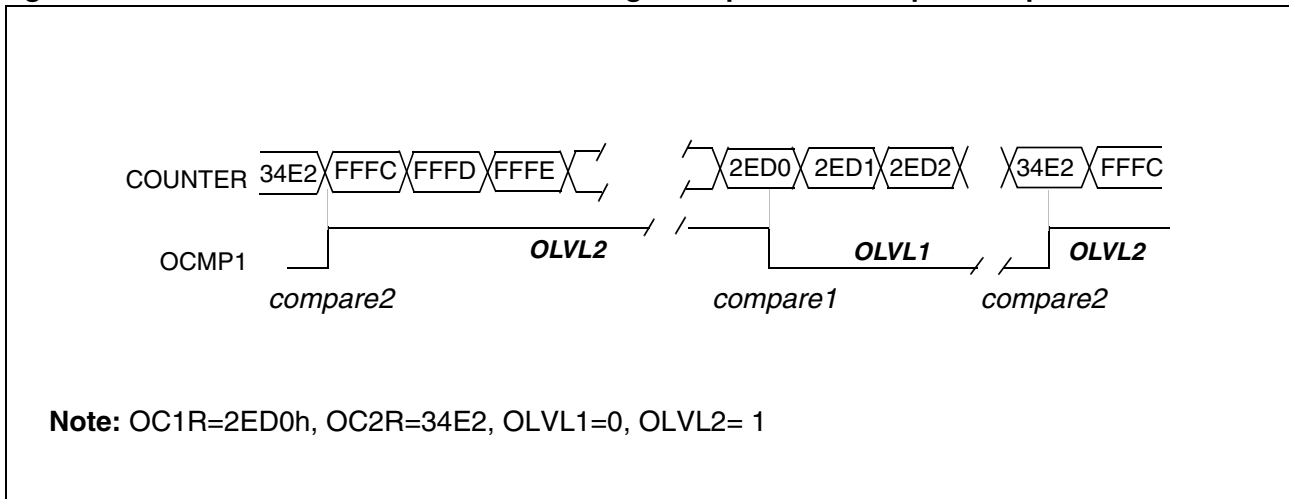 COUNTER 34E2 FFFC FFFD FFFE 2ED0 2ED1 2ED2 34E2 FFFC
OCMP1 OLVL2 OLVL1 OLVL2
compare2 compare1 compare2
Note: OC1R=2ED0h, OC2R=34E2, OLVL1=0, OLVL2= 1